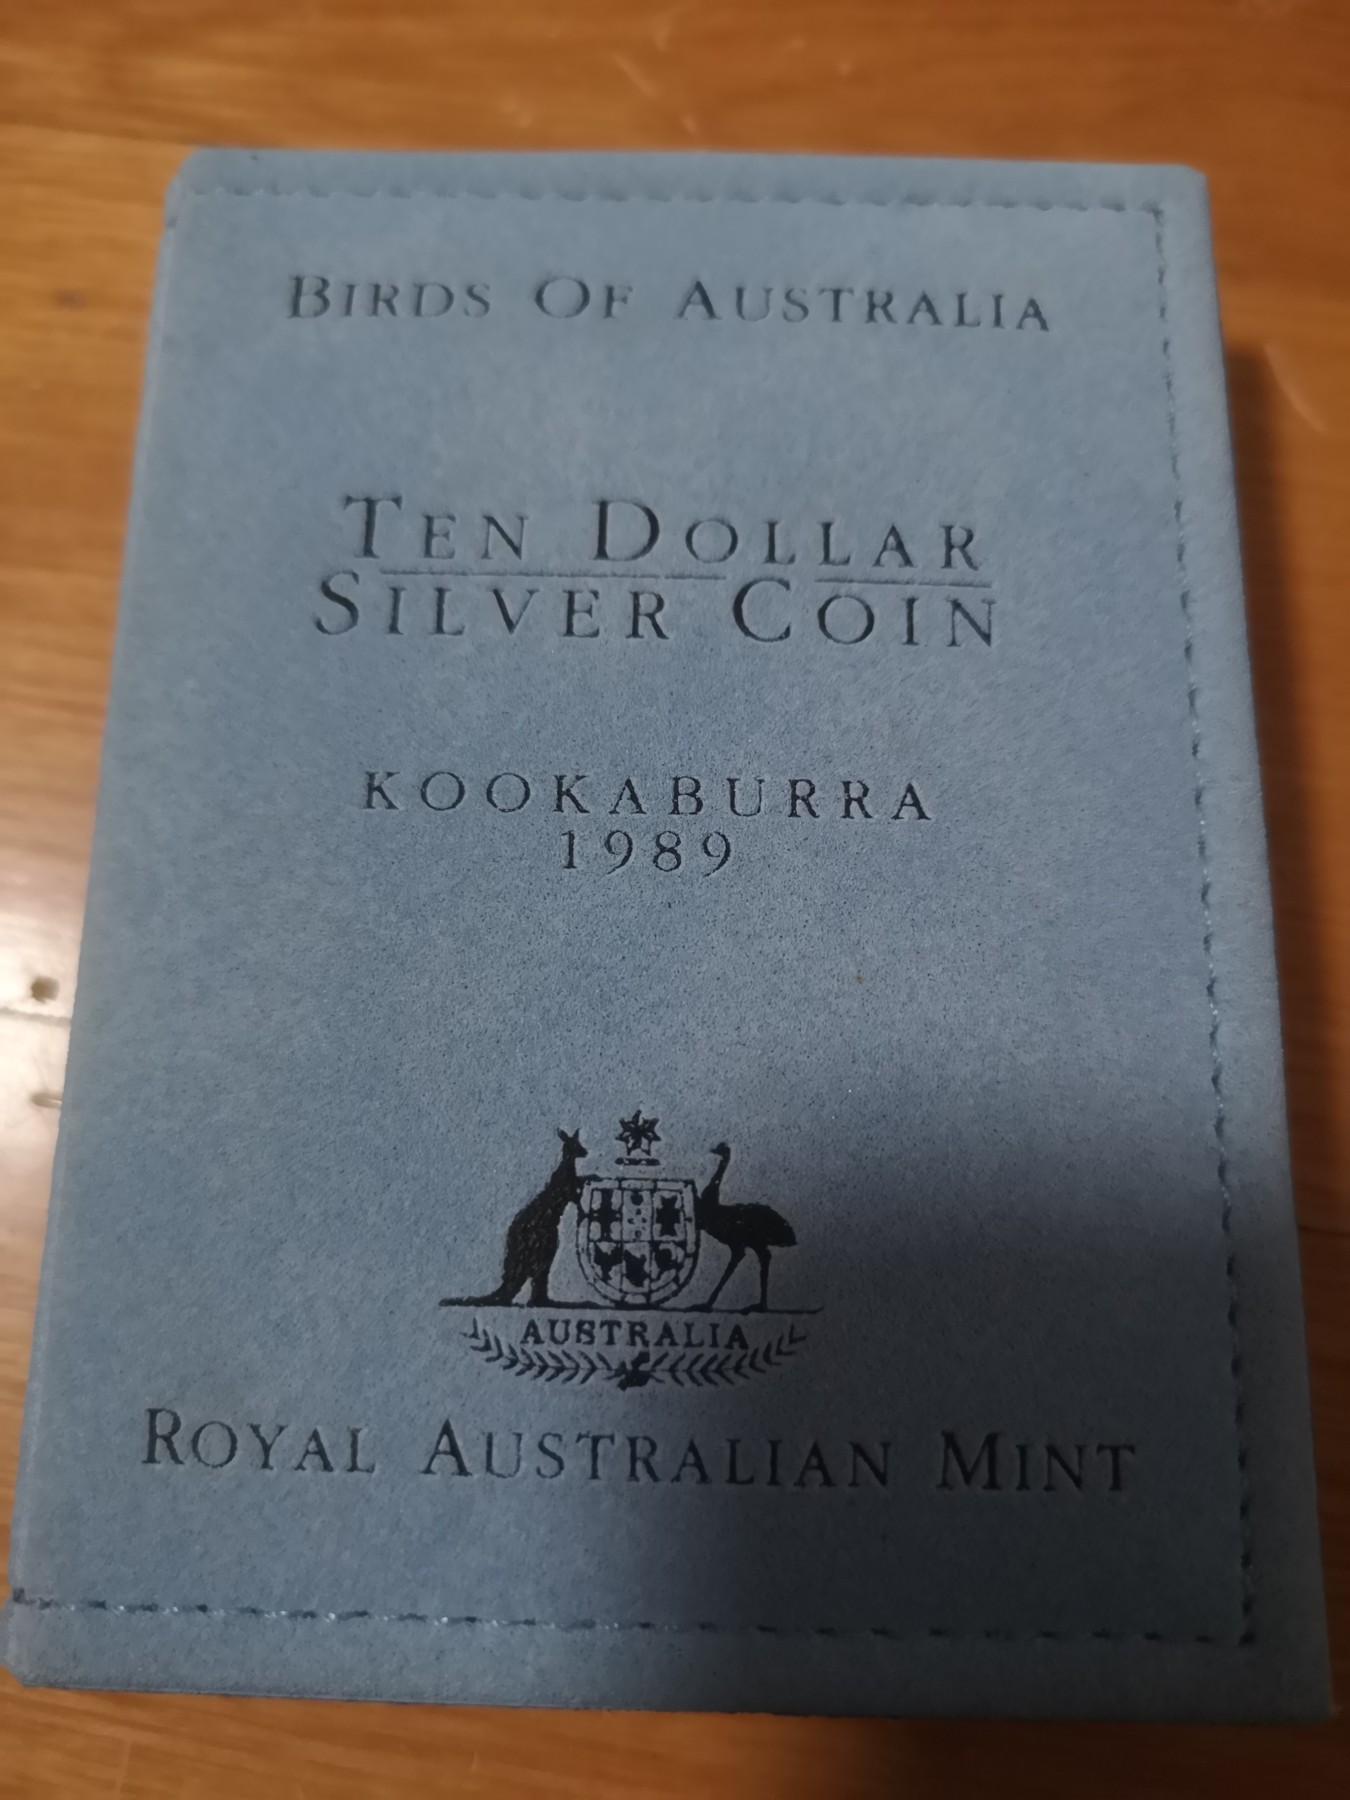 BIRDS OF AUSTRALIA
TEN DOLLAR
SILVER COIN
KOOKABURRA
1989
AUSTRALIA
ROYAL AUSTRALIAN MINT